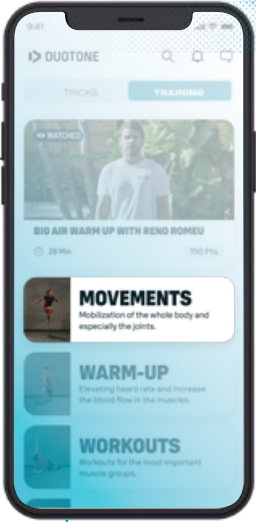 9:41
DUOTONE
TRICKS
TRAINING
WATCHED
BIG AIR WARM UP WITH RENO ROMEU
28 Min
150 Pts.
MOVEMENTS
Mobilization of the whole body and
especially the joints.
WARM-UP
Elevating heard rate and increase
the blood flow in the muscles.
WORKOUTS
Workouts for the most important
muscle groups.